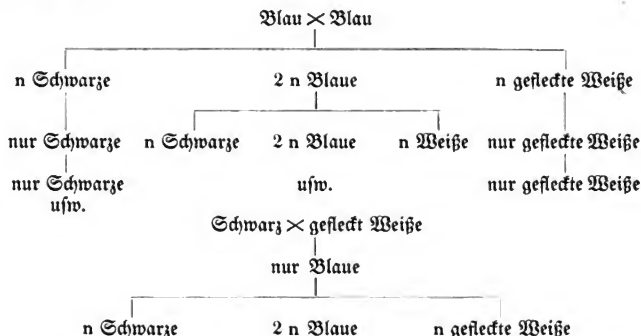 Blau × Blau
n Schwarze 2 n Blaue n gefleckte Weiße
nur Schwarze n Schwarze 2 n Blaue n Weiße nur gefleckte Weiße
nur Schwarze usw. nur gefleckte Weiße
usw.
Schwarz × gefleckt Weiße
nur Blaue
n Schwarze 2 n Blaue n gefleckte Weiße